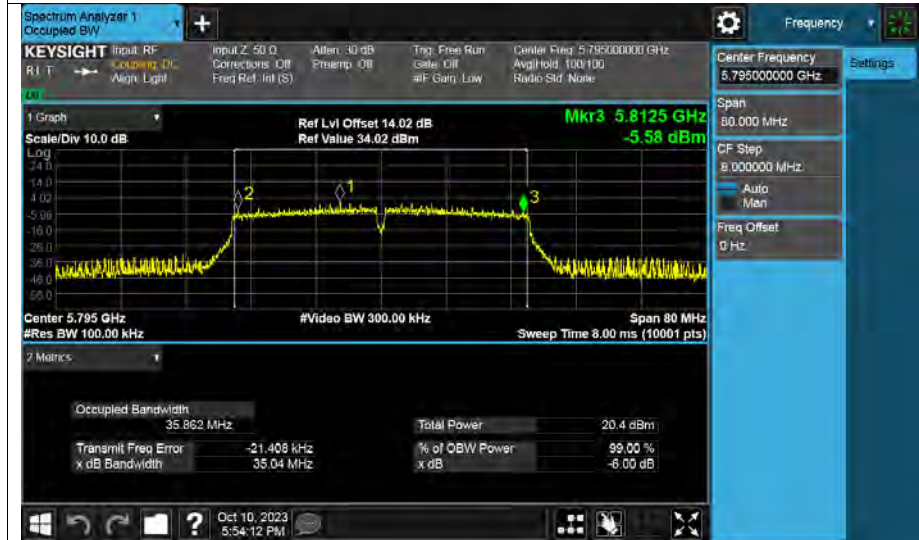 Spectrum Analyzer 1
Occupied BW
+
Frequency
KEYSIGHT Input: RF
R L T Coupling: DC
Align: Light
Input Z: 50 Ω
Corrections: Off
Freq Ref: Int (S)
Atten: 30 dB
Preamp: Off
Trig: Free Run
Gate: Off
#IF Gain: Low
Center Freq: 5.795000000 GHz
Avg|Hold: 100/100
Radio Std: None
Center Frequency
5.795000000 GHz
Settings
Span
80.000 MHz
CF Step
8.000000 MHz
Auto
Man
Freq Offset
0 Hz
1 Graph
Scale/Div 10.0 dB
Ref Lvl Offset 14.02 dB
Ref Value 34.02 dBm
Mkr3 5.8125 GHz
-5.58 dBm
Log
24.0
14.0
4.02
-5.98
-16.0
-26.0
-36.0
-46.0
-56.0
2
1
3
Center 5.795 GHz
#Res BW 100.00 kHz
#Video BW 300.00 kHz
Span 80 MHz
Sweep Time 8.00 ms (10001 pts)
2 Metrics
Occupied Bandwidth
35.862 MHz
Total Power 20.4 dBm
Transmit Freq Error -21.408 kHz
% of OBW Power 99.00 %
x dB Bandwidth 35.04 MHz
x dB -6.00 dB
?
Oct 10, 2023
5:54:12 PM